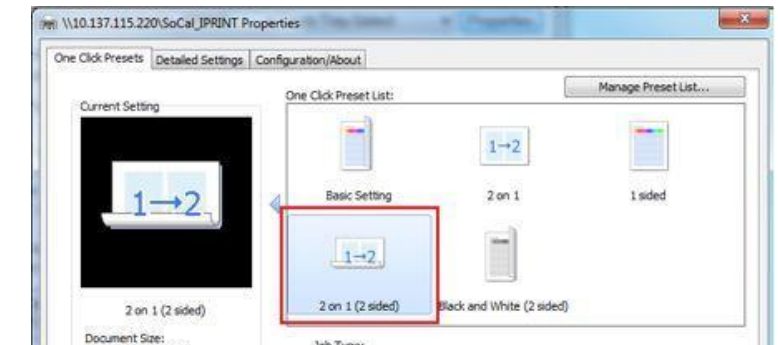 \\10.137.115.220\SoCal_IPRINT Properties
One Click Presets Detailed Settings Configuration/About
Current Setting
One Click Preset List:
Manage Preset List...
1→2
Basic Setting
1→2
2 on 1
1 sided
1→2
2 on 1 (2 sided)
Black and White (2 sided)
2 on 1 (2 sided)
Document Size:
Job Type: